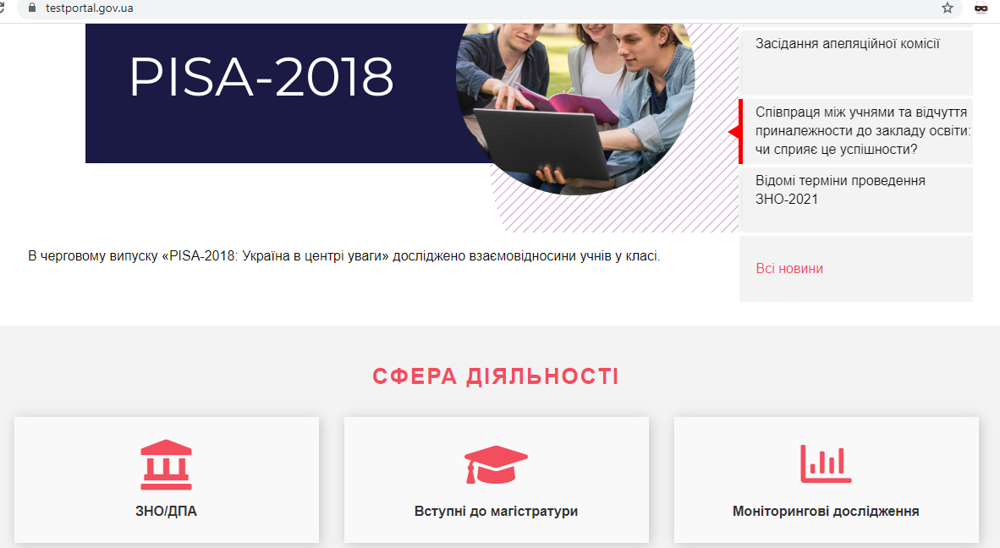 testportal.gov.ua
PISA-2018
Засідання апеляційної комісії
Співпраця між учнями та відчуття
приналежности до закладу освіти:
чи сприяє це успішности?
Відомі терміни проведення
ЗНО-2021
В черговому випуску «PISA-2018: Україна в центрі уваги» досліджено взаємовідносини учнів у класі.
Всі новини
СФЕРА ДІЯЛЬНОСТІ
ЗНО/ДПА
Вступні до магістратури
Моніторингові дослідження